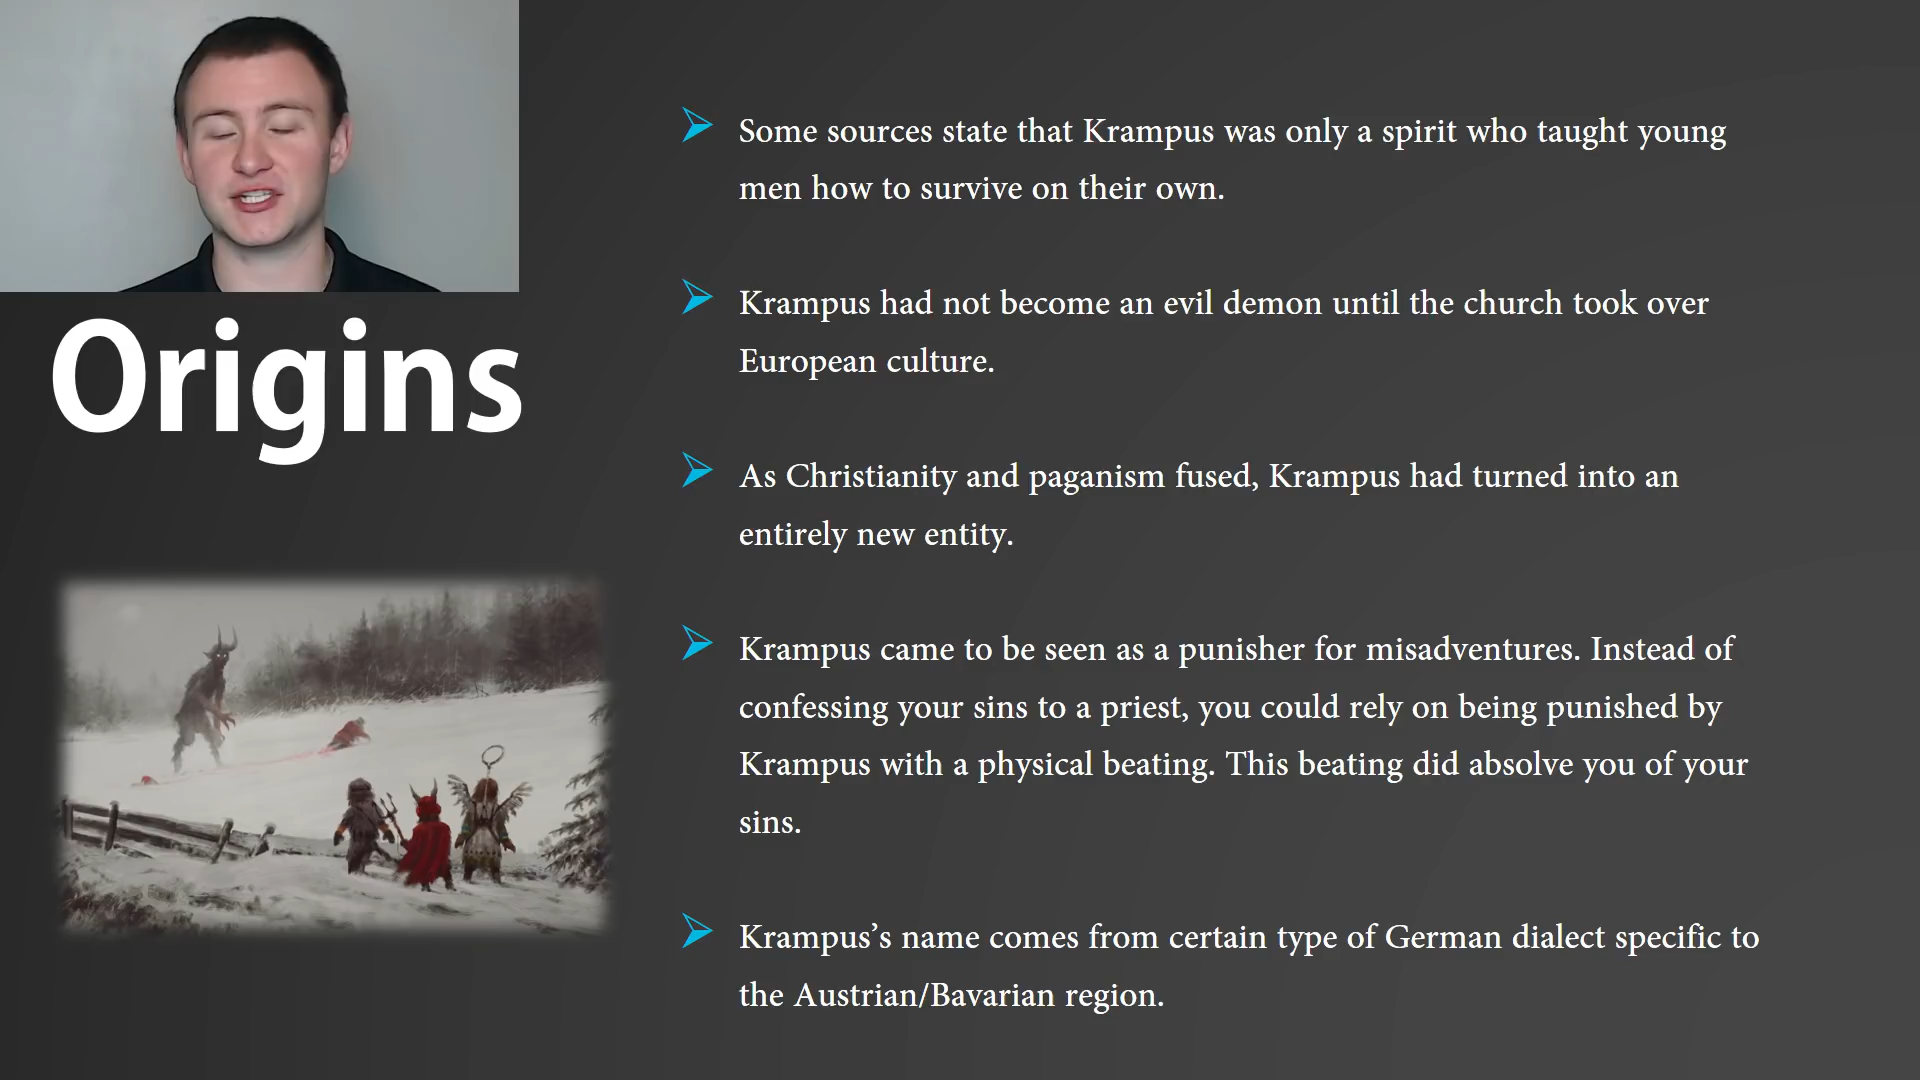 Origins
Some sources state that Krampus was only a spirit who taught young
men how to survive on their own.
Krampus had not become an evil demon until the church took over
European culture.
As Christianity and paganism fused, Krampus had turned into an
entirely new entity.
Krampus came to be seen as a punisher for misadventures. Instead of
confessing your sins to a priest, you could rely on being punished by
Krampus with a physical beating. This beating did absolve you of your
sins.
Krampus’s name comes from certain type of German dialect specific to
the Austrian/Bavarian region.